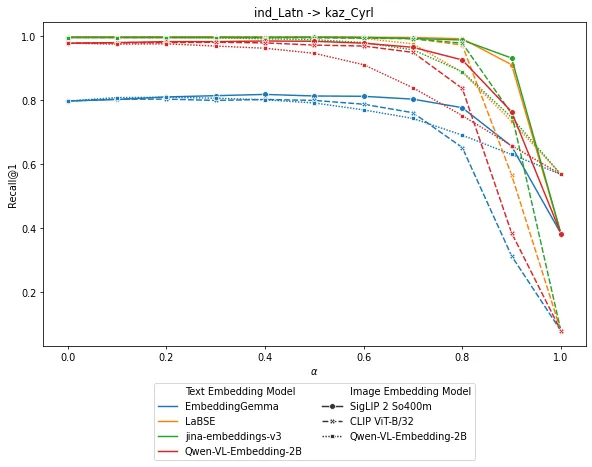 ind_Latn -> kaz_Cyrl
1.0
0.8
0.6
0.4
0.2
Recall@1
0.0 0.2 0.4 0.6 0.8 1.0
α
Text Embedding Model Image Embedding Model
EmbeddingGemma SigLIP 2 So400m
LaBSE CLIP ViT-B/32
jina-embeddings-v3 Qwen-VL-Embedding-2B
Qwen-VL-Embedding-2B